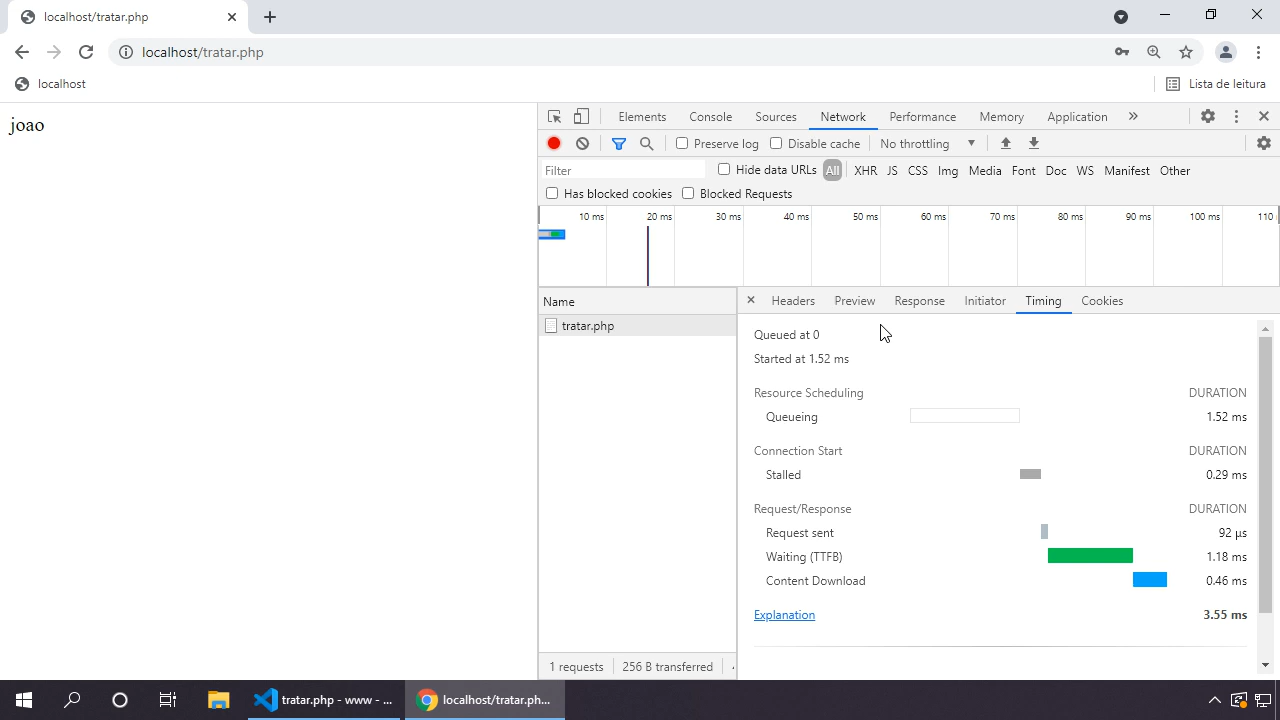 localhost/tratar.php
localhost/tratar.php
localhost
Lista de leitura
joao
Elements Console Sources Network Performance Memory Application
Preserve log Disable cache No throttling
Filter Hide data URLs All XHR JS CSS Img Media Font Doc WS Manifest Other
Has blocked cookies Blocked Requests
10 ms 20 ms 30 ms 40 ms 50 ms 60 ms 70 ms 80 ms 90 ms 100 ms 110
Name
Headers Preview Response Initiator Timing Cookies
tratar.php
Queued at 0
Started at 1.52 ms
Resource Scheduling DURATION
Queueing 1.52 ms
Connection Start DURATION
Stalled 0.29 ms
Request/Response DURATION
Request sent 92 µs
Waiting (TTFB) 1.18 ms
Content Download 0.46 ms
Explanation 3.55 ms
1 requests 256 B transferred
tratar.php - www - ...
localhost/tratar.ph...